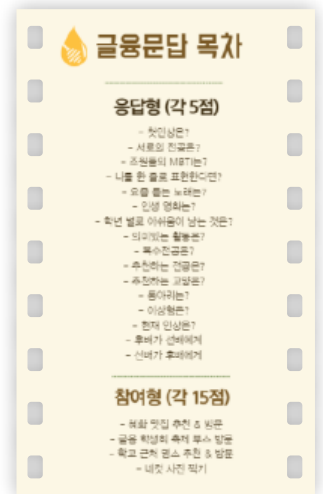 글융문답 목차
응답형 (각 5점)
- 첫인상은?
- 서로의 전공은?
- 조원들의 MBTI는?
- 나를 한 줄로 표현한다면?
- 요즘 듣는 노래는?
- 인생 영화는?
- 학년 별로 아쉬움이 남는 것은?
- 의미있는 활동은?
- 복수전공은?
- 추천하는 전공은?
- 추천하는 교양은?
- 동아리는?
- 이상형은?
- 현재 인상은?
- 후배가 선배에게
- 선배가 후배에게
참여형 (각 15점)
- 혜화 맛집 추천 & 방문
- 글융 학생회 축제 부스 방문
- 학교 근처 명소 추천 & 방문
- 네컷 사진 찍기